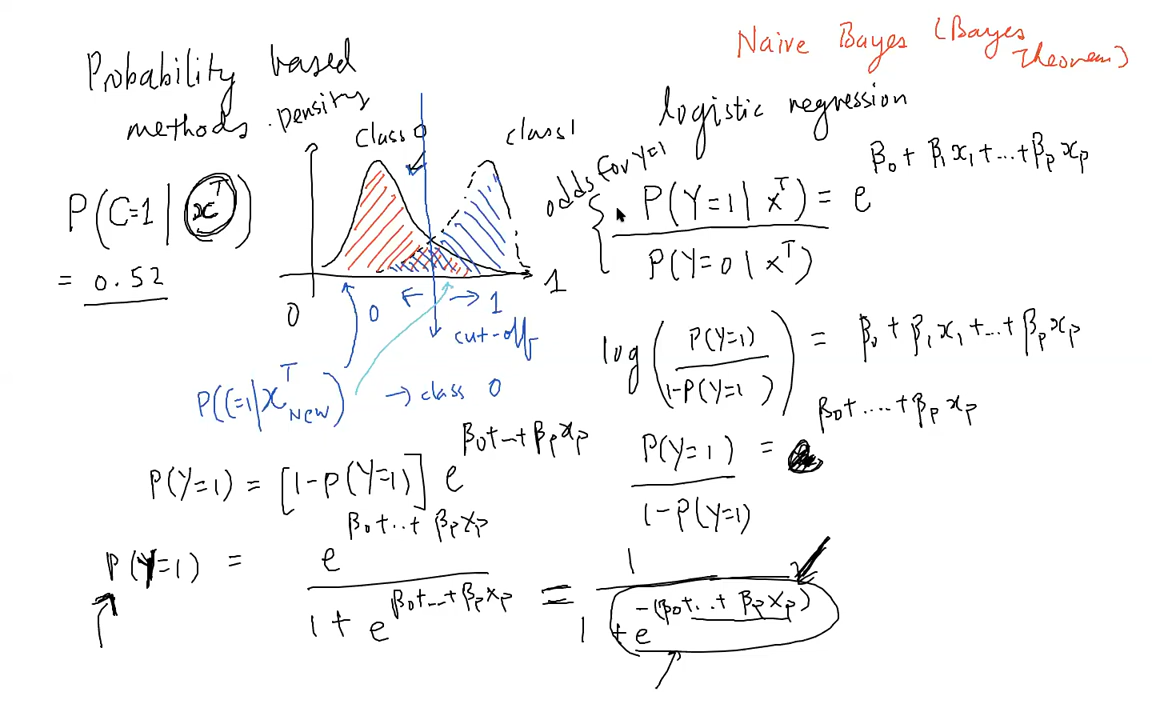 Naive Bayes (Bayes Theorem)
Probability based methods.
Density
class 0
class 1
P(C=1 | x^T)
= 0.52
0
1
0
1
cut-off
P(C=1|x^T_New) → class 0
logistic regression
odds for Y=1
P(Y=1 | x^T) / P(Y=0 | x^T) = e^(β0 + β1x1 + ... + βpxp)
log(P(Y=1) / 1-P(Y=1)) = β0 + β1x1 + ... + βpxp
P(Y=1) / 1-P(Y=1) = e^(β0 + .... + βpxp)
P(Y=1) = [1-P(Y=1)] e^(β0 + ... + βpxp)
P(Y=1) = e^(β0 + .. + βpxp) / 1 + e^(β0 + ... + βpxp) = 1 / 1 + e^-(β0 + .. + βpxp)